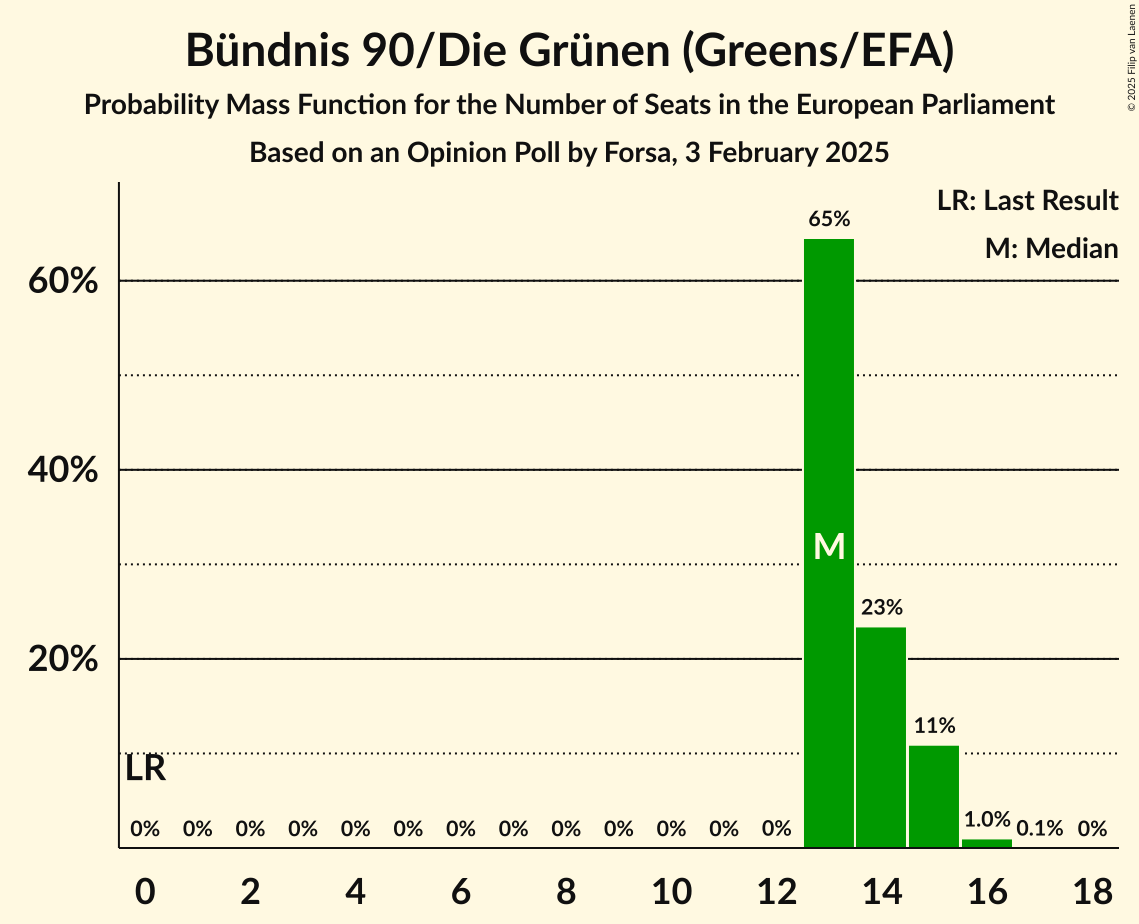 Bündnis 90/Die Grünen (Greens/EFA)
Probability Mass Function for the Number of Seats in the European Parliament
Based on an Opinion Poll by Forsa, 3 February 2025
© 2025 Filip van Laenen
LR: Last Result
M: Median
65%
60%
40%
M
23%
20%
11%
LR
0% 0% 0% 0% 0% 0% 0% 0% 0% 0% 0% 0% 0% 1.0% 0.1% 0%
0 2 4 6 8 10 12 14 16 18